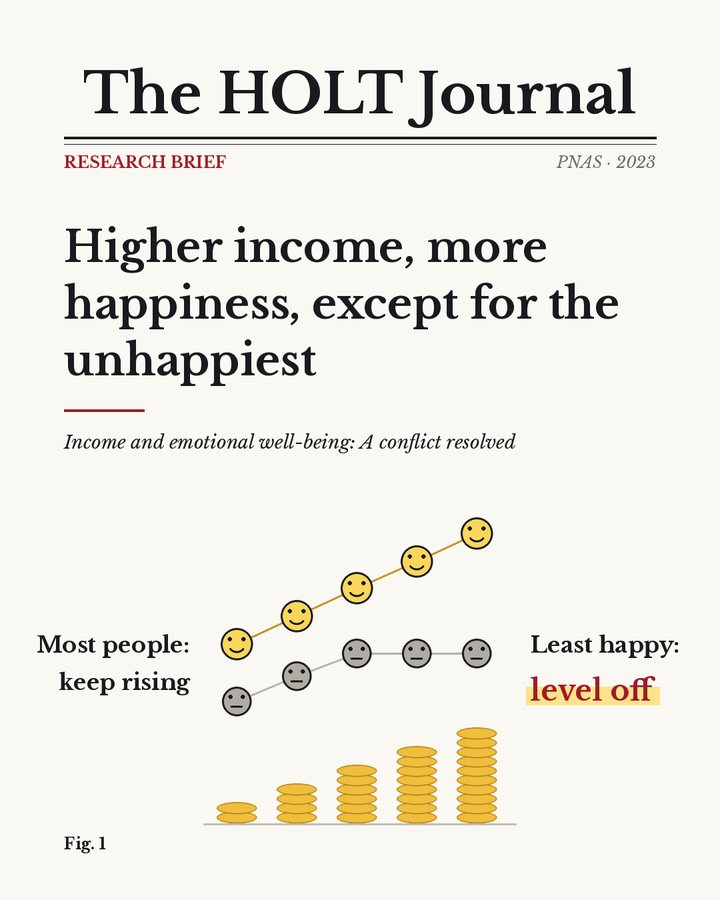 The HOLT Journal
RESEARCH BRIEF
PNAS · 2023
Higher income, more
happiness, except for the
unhappiest
Income and emotional well-being: A conflict resolved
Most people:
keep rising
Least happy:
level off
Fig. 1